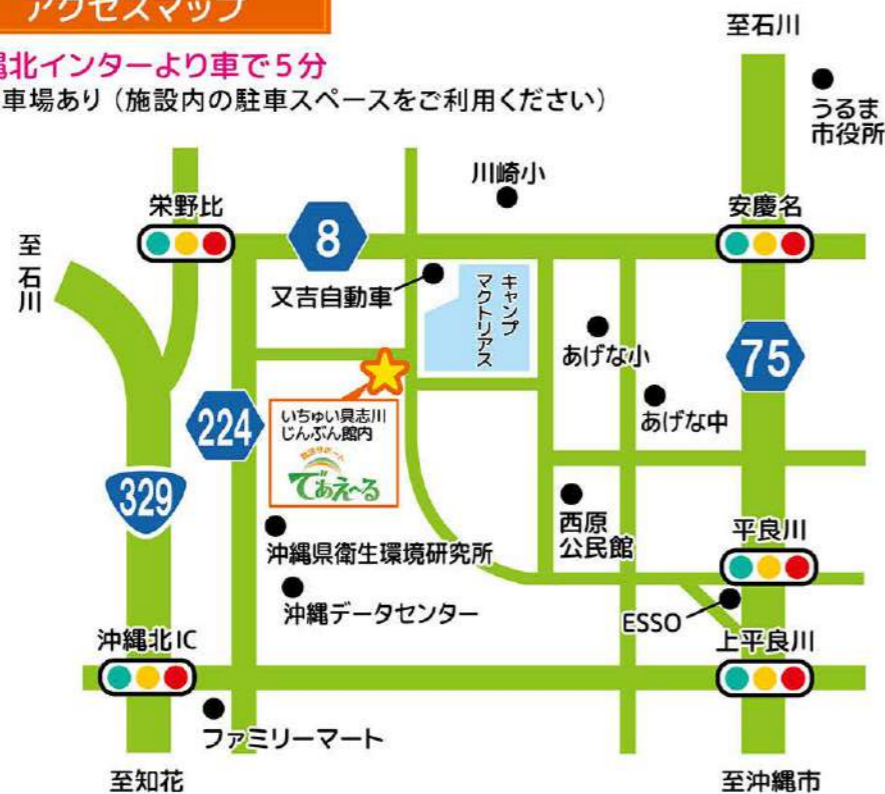 アクセスマップ
縄北インターより車で5分
車場あり（施設内の駐車スペースをご利用ください）
至石川
うるま
市役所
川崎小
栄野比
8
安慶名
至石川
又吉自動車
キャンプ
マクトリアス
あげな小
75
224
いちゅい具志川
じんぶん館内
就活サポート
であえ〜る
あげな中
329
西原
公民館
平良川
沖縄県衛生環境研究所
沖縄データセンター
ESSO
沖縄北IC
上平良川
ファミリーマート
至知花
至沖縄市